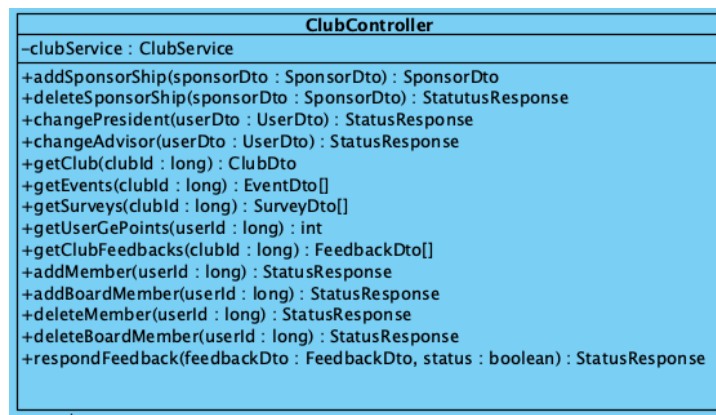 ClubController
-clubService : ClubService
+addSponsorShip(sponsorDto : SponsorDto) : SponsorDto
+deleteSponsorShip(sponsorDto : SponsorDto) : StatutusResponse
+changePresident(userDto : UserDto) : StatusResponse
+changeAdvisor(userDto : UserDto) : StatusResponse
+getClub(clubId : long) : ClubDto
+getEvents(clubId : long) : EventDto[]
+getSurveys(clubId : long) : SurveyDto[]
+getUserGePoints(userId : long) : int
+getClubFeedbacks(clubId : long) : FeedbackDto[]
+addMember(userId : long) : StatusResponse
+addBoardMember(userId : long) : StatusResponse
+deleteMember(userId : long) : StatusResponse
+deleteBoardMember(userId : long) : StatusResponse
+respondFeedback(feedbackDto : FeedbackDto, status : boolean) : StatusResponse